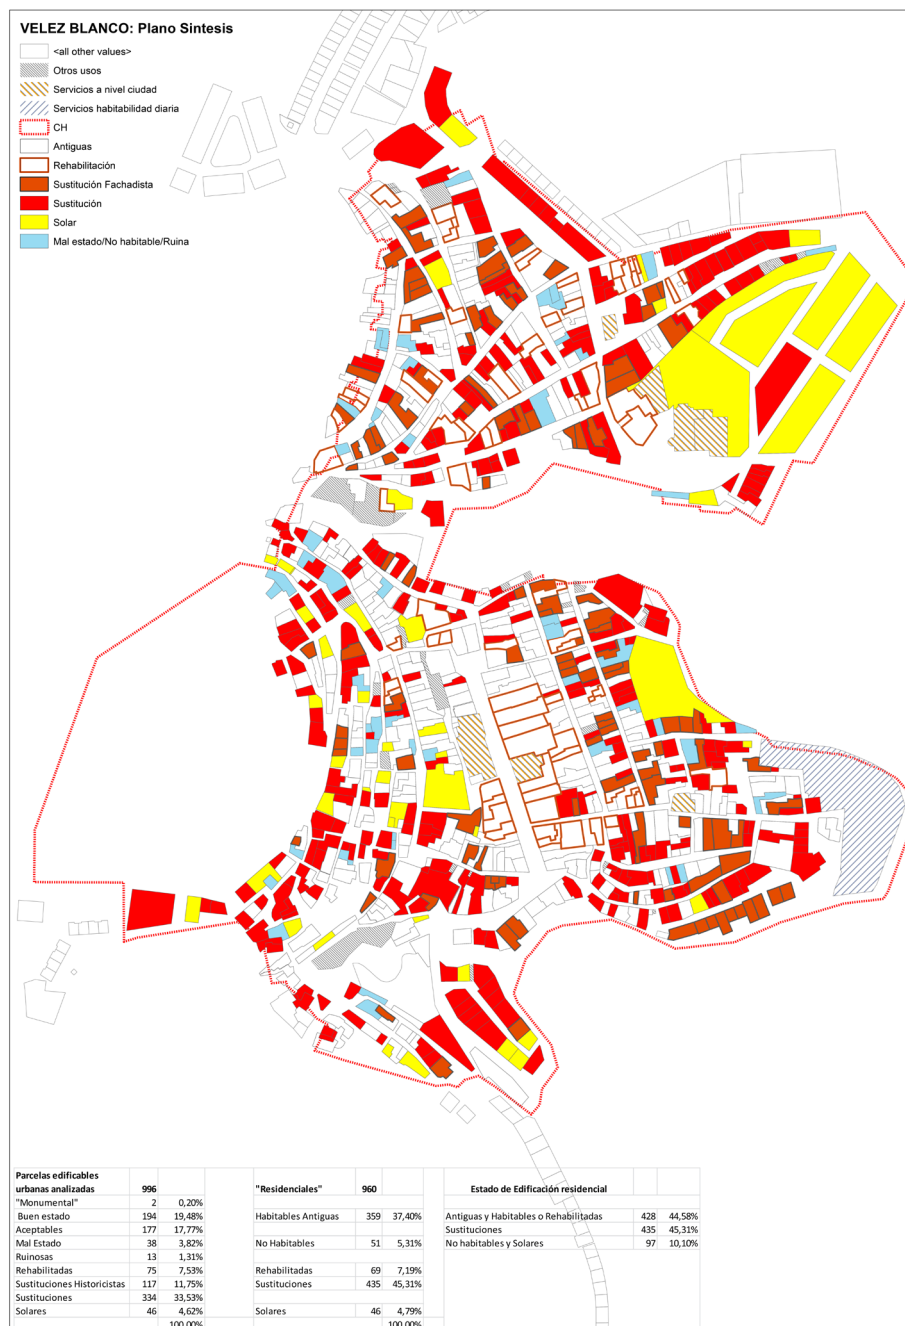 VELEZ BLANCO: Plano Sintesis
<all other values>
Otros usos
Servicios a nivel ciudad
Servicios habitabilidad diaria
CH
Antiguas
Rehabilitación
Sustitución Fachadista
Sustitución
Solar
Mal estado/No habitable/Ruina
Parcelas edificables
urbanas analizadas 996
"Monumental" 2 0,20%
Buen estado 194 19,48%
Aceptables 177 17,77%
Mal Estado 38 3,82%
Ruinosas 13 1,31%
Rehabilitadas 75 7,53%
Sustituciones Historicistas 117 11,75%
Sustituciones 334 33,53%
Solares 46 4,62%
100,00%
"Residenciales" 960
Habitables Antiguas 359 37,40%
No Habitables 51 5,31%
Rehabilitadas 69 7,19%
Sustituciones 435 45,31%
Solares 46 4,79%
100,00%
Estado de Edificación residencial
Antiguas y Habitables o Rehabilitadas 428 44,58%
Sustituciones 435 45,31%
No habitables y Solares 97 10,10%